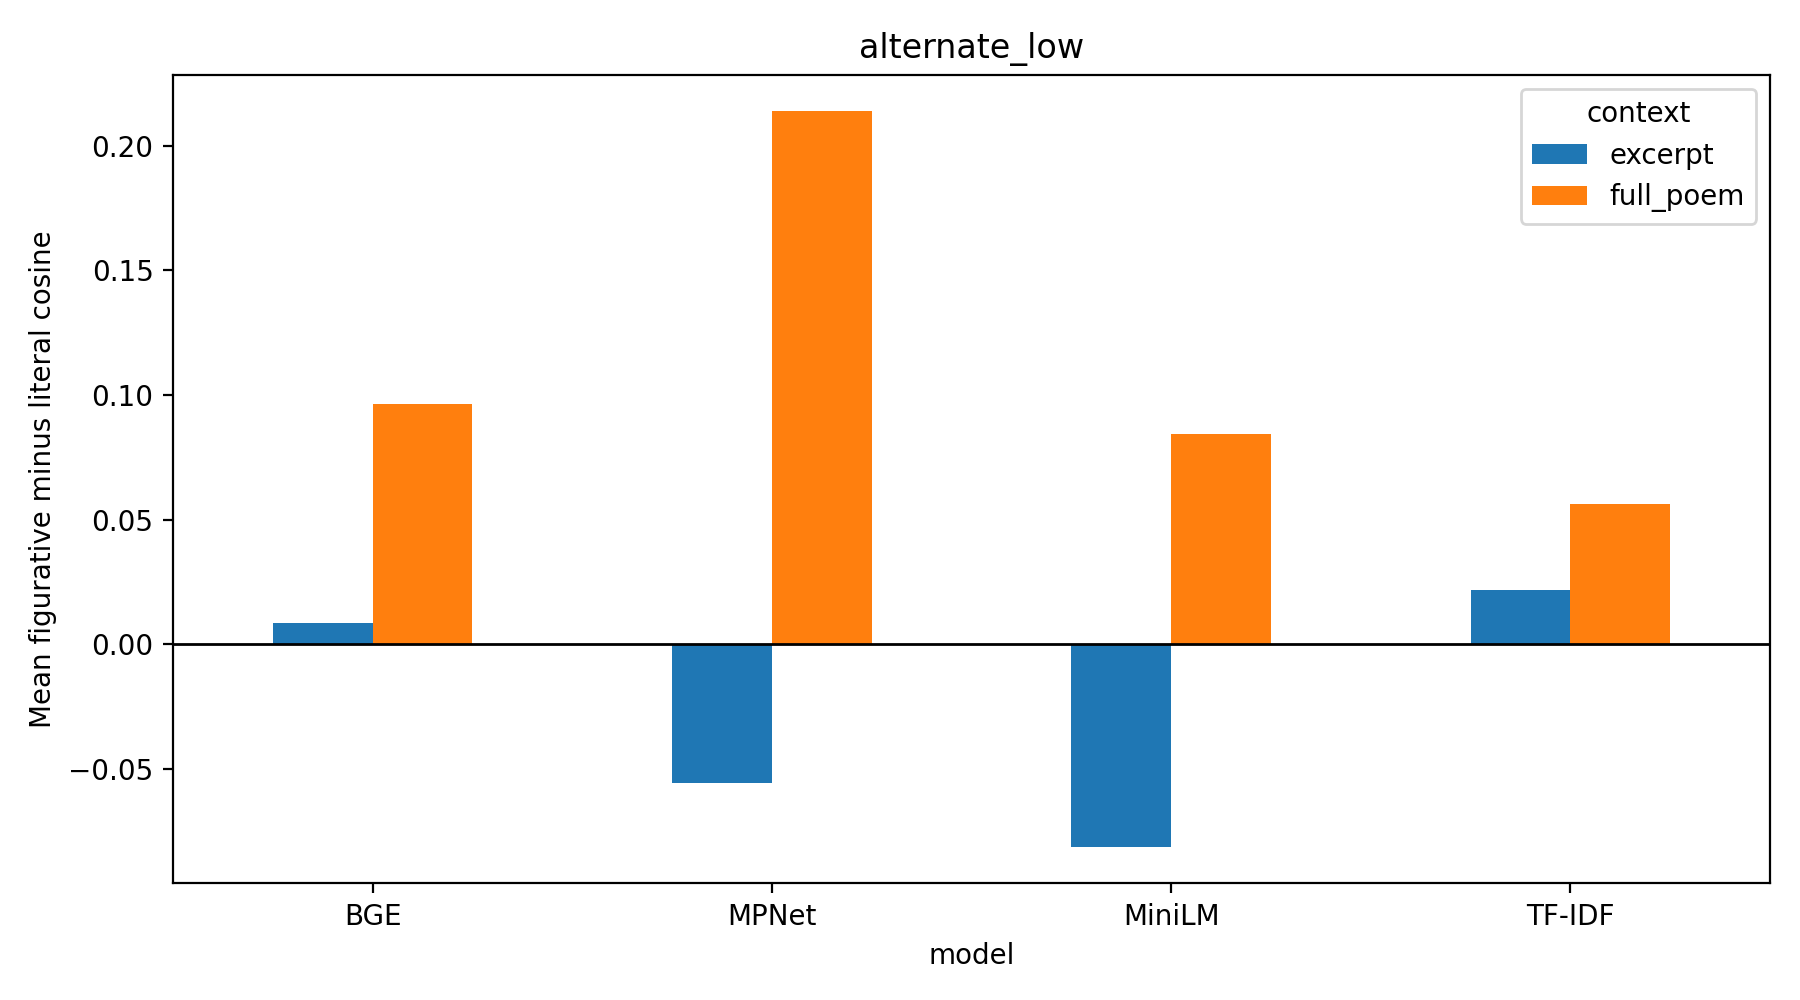 alternate_low
context
excerpt
full_poem
Mean figurative minus literal cosine
0.20
0.15
0.10
0.05
0.00
−0.05
BGE
MPNet
MiniLM
TF-IDF
model